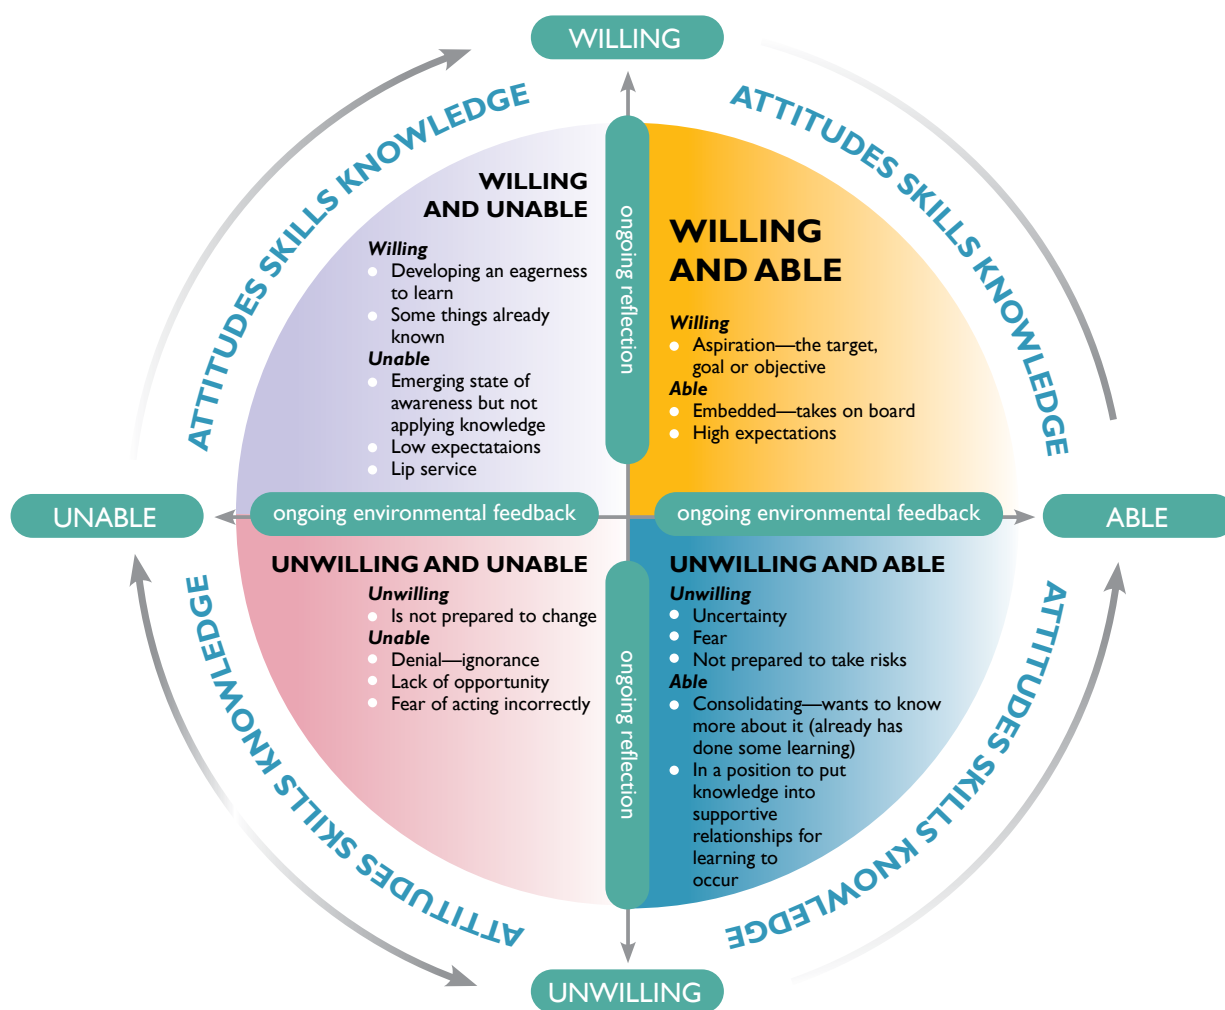 WILLING
ATTITUDES SKILLS KNOWLEDGE
ATTITUDES SKILLS KNOWLEDGE
WILLING
AND UNABLE
Willing
Developing an eagerness
to learn
Some things already
known
Unable
Emerging state of
awareness but not
applying knowledge
Low expectataions
Lip service
ongoing reflection
WILLING
AND ABLE
Willing
Aspiration—the target,
goal or objective
Able
Embedded—takes on board
High expectations
UNABLE
ongoing environmental feedback
ongoing environmental feedback
ABLE
UNWILLING AND UNABLE
Unwilling
Is not prepared to change
Unable
Denial—ignorance
Lack of opportunity
Fear of acting incorrectly
ongoing reflection
UNWILLING AND ABLE
Unwilling
Uncertainty
Fear
Not prepared to take risks
Able
Consolidating—wants to know
more about it (already has
done some learning)
In a position to put
knowledge into
supportive
relationships for
learning to
occur
ATTITUDES SKILLS KNOWLEDGE
ATTITUDES SKILLS KNOWLEDGE
UNWILLING